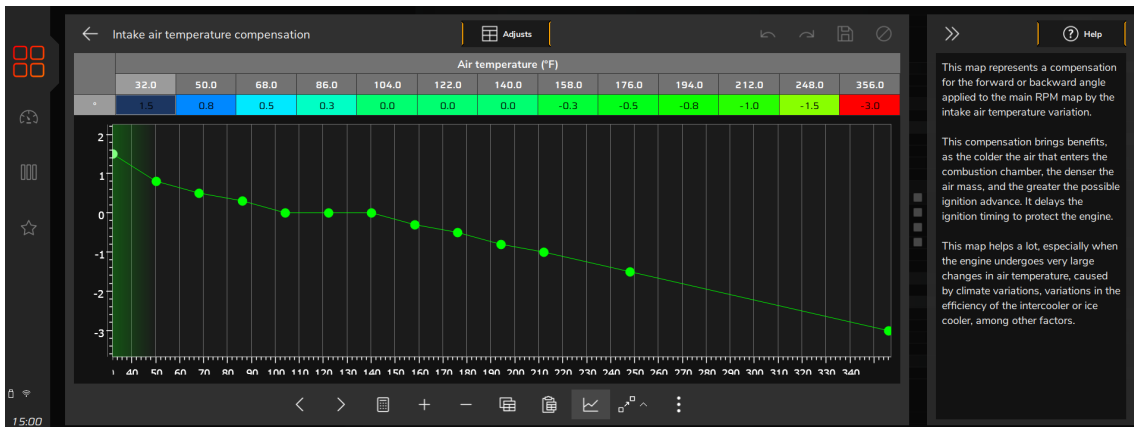 Intake air temperature compensation
Adjusts
Help
Air temperature (°F)
32.0 50.0 68.0 86.0 104.0 122.0 140.0 158.0 176.0 194.0 212.0 248.0 356.0
° 1.5 0.8 0.5 0.3 0.0 0.0 0.0 -0.3 -0.5 -0.8 -1.0 -1.5 -3.0
2
1
0
-1
-2
-3
40 50 60 70 80 90 100 110 120 130 140 150 160 170 180 190 200 210 220 230 240 250 260 270 280 290 300 310 320 330 340
15:00
This map represents a compensation
for the forward or backward angle
applied to the main RPM map by the
intake air temperature variation.
This compensation brings benefits,
as the colder the air that enters the
combustion chamber, the denser the
air mass, and the greater the possible
ignition advance. It delays the
ignition timing to protect the engine.
This map helps a lot, especially when
the engine undergoes very large
changes in air temperature, caused
by climate variations, variations in the
efficiency of the intercooler or ice
cooler, among other factors.